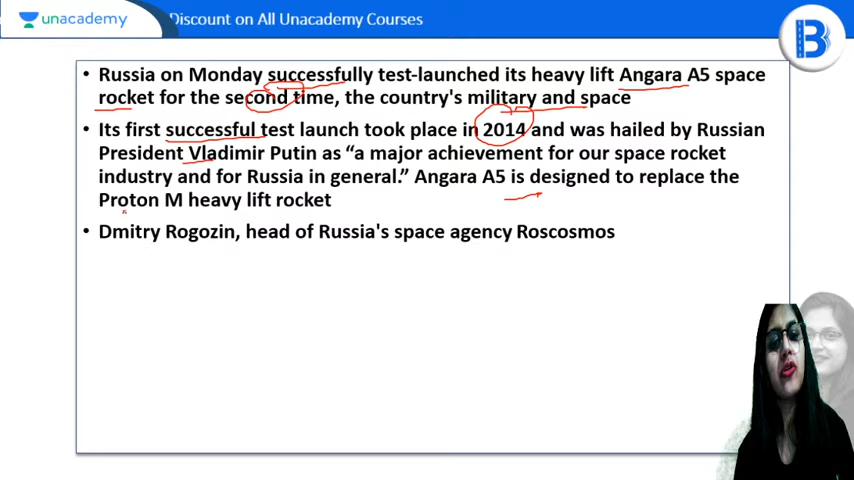 unacademy
Discount on All Unacademy Courses
B
• Russia on Monday successfully test-launched its heavy lift Angara A5 space
rocket for the second time, the country's military and space
• Its first successful test launch took place in 2014 and was hailed by Russian
President Vladimir Putin as “a major achievement for our space rocket
industry and for Russia in general.” Angara A5 is designed to replace the
Proton M heavy lift rocket
• Dmitry Rogozin, head of Russia's space agency Roscosmos